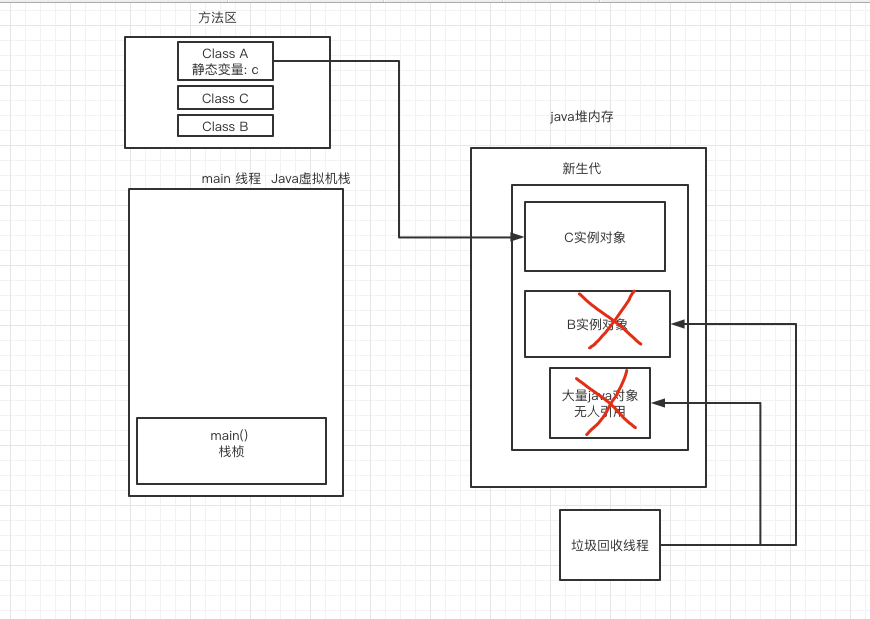 方法区
Class A
静态变量: c
Class C
Class B
main 线程 Java虚拟机栈
main()
栈桢
java堆内存
新生代
C实例对象
B实例对象
大量java对象
无人引用
垃圾回收线程